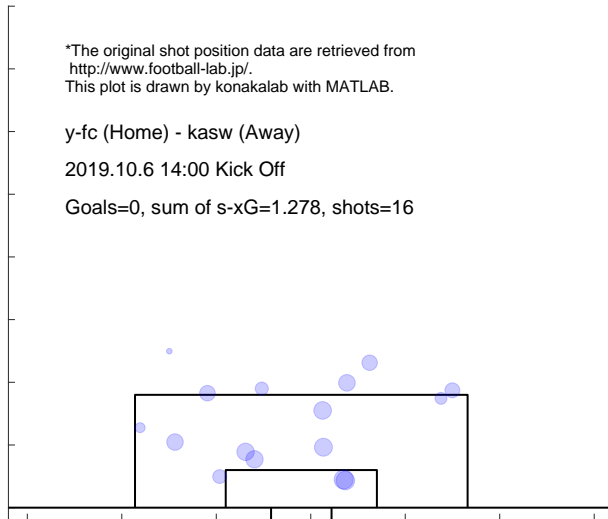 *The original shot position data are retrieved from
http://www.football-lab.jp/.
This plot is drawn by konakalab with MATLAB.
y-fc (Home) - kasw (Away)
2019.10.6 14:00 Kick Off
Goals=0, sum of s-xG=1.278, shots=16